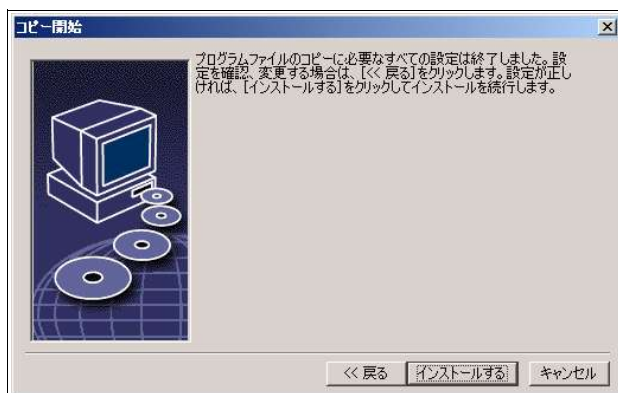 コピー開始
プログラムファイルのコピーに必要なすべての設定は終了しました。設
定を確認、変更する場合は、[<< 戻る]をクリックします。設定が正し
ければ、[インストールする]をクリックしてインストールを続行します。
<< 戻る
インストールする
キャンセル